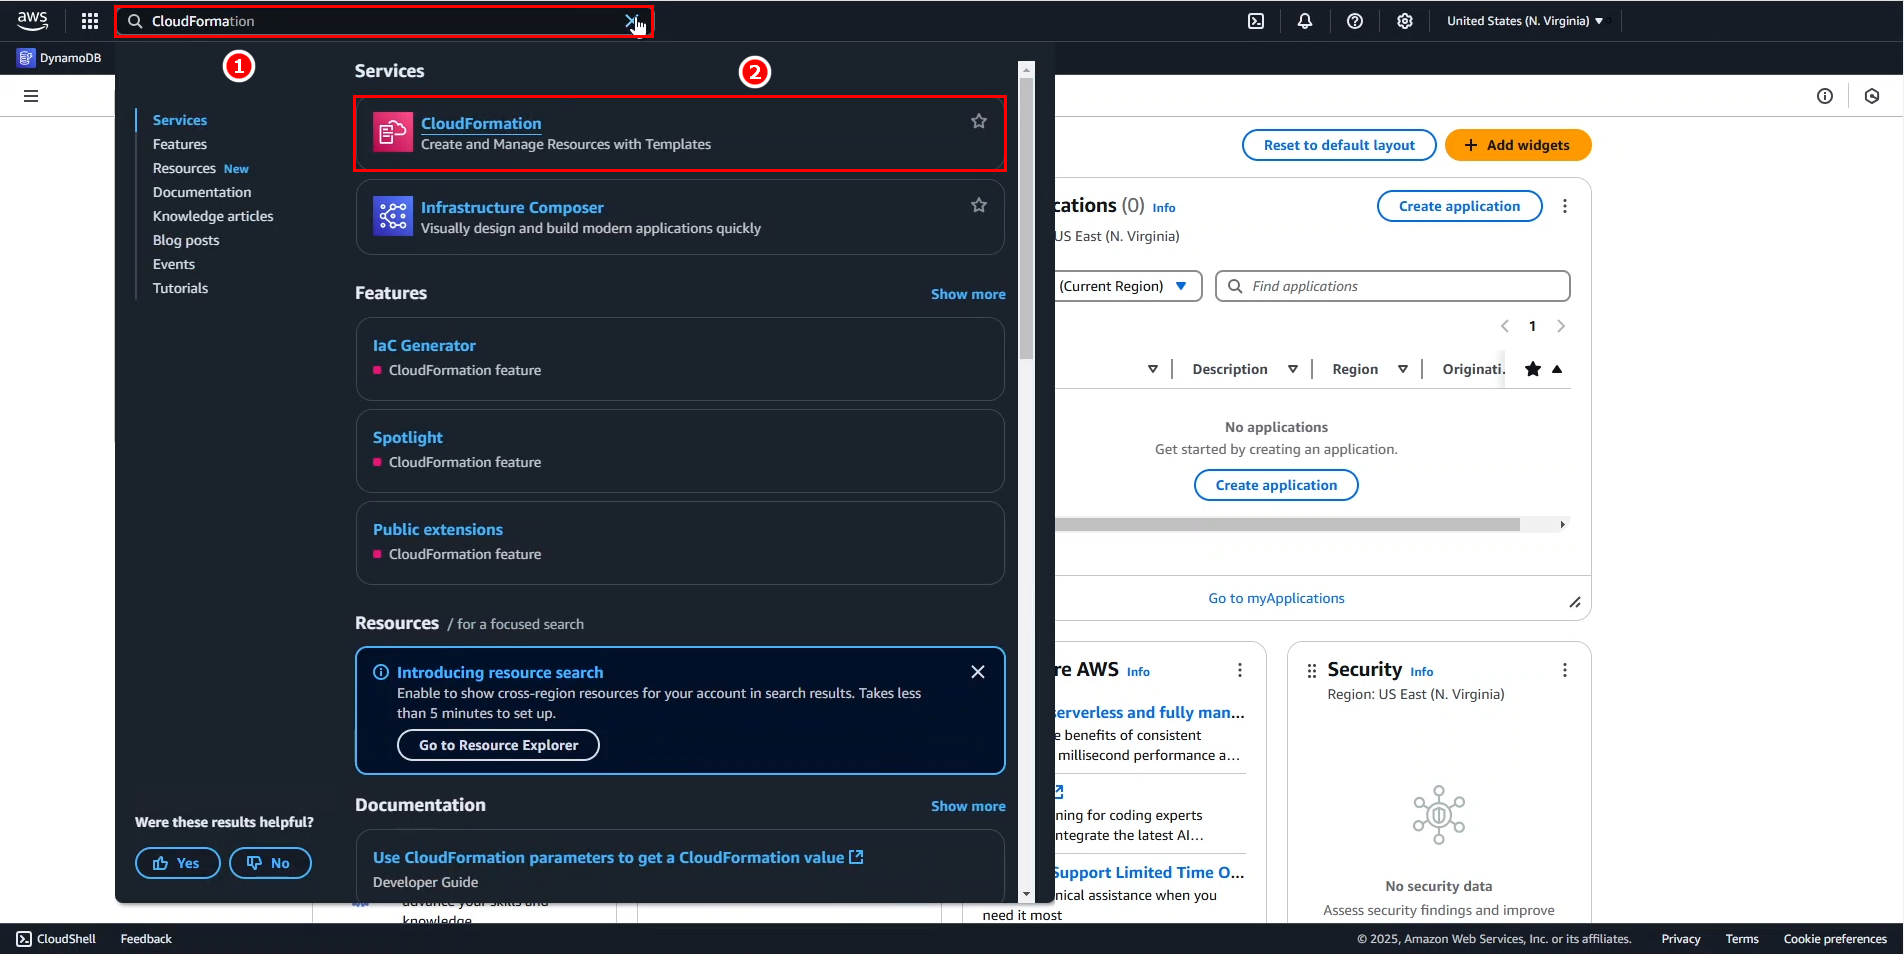 aws
CloudFormation
United States (N. Virginia)
DynamoDB
1
2
Services
Features
Resources New
Documentation
Knowledge articles
Blog posts
Events
Tutorials
Were these results helpful?
Yes
No
Services
CloudFormation
Create and Manage Resources with Templates
Infrastructure Composer
Visually design and build modern applications quickly
Features
Show more
IaC Generator
CloudFormation feature
Spotlight
CloudFormation feature
Public extensions
CloudFormation feature
Resources / for a focused search
Introducing resource search
Enable to show cross-region resources for your account in search results. Takes less
than 5 minutes to set up.
Go to Resource Explorer
Documentation
Show more
Use CloudFormation parameters to get a CloudFormation value
Developer Guide
knowledge
Reset to default layout
+ Add widgets
cations (0) Info
US East (N. Virginia)
Create application
(Current Region)
Find applications
1
Description
Region
Originati.
No applications
Get started by creating an application.
Create application
Go to myApplications
re AWS Info
serverless and fully man...
e benefits of consistent
millisecond performance a...
ning for coding experts
ntegrate the latest AI...
Support Limited Time O...
nical assistance when you
need it most
Security Info
Region: US East (N. Virginia)
No security data
Assess security findings and improve
CloudShell
Feedback
© 2025, Amazon Web Services, Inc. or its affiliates.
Privacy
Terms
Cookie preferences